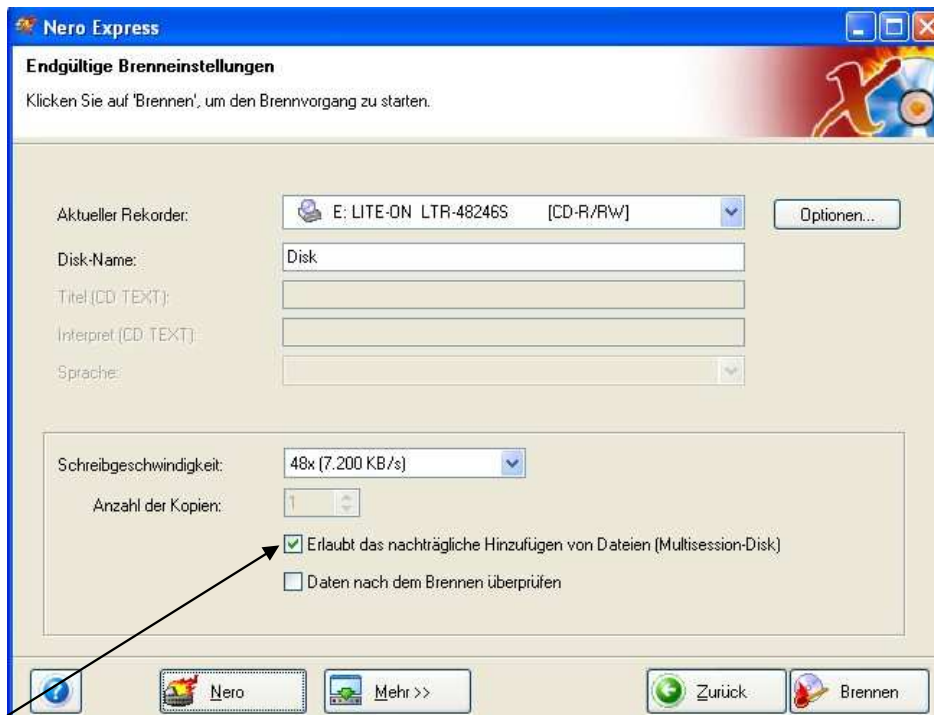 Nero Express
Endgültige Brenneinstellungen
Klicken Sie auf 'Brennen', um den Brennvorgang zu starten.
Aktueller Rekorder: E: LITE-ON LTR-48246S [CD-R/RW] Optionen...
Disk-Name: Disk
Titel (CD TEXT):
Interpret (CD TEXT):
Sprache:
Schreibgeschwindigkeit: 48x (7.200 KB/s)
Anzahl der Kopien: 1
Erlaubt das nachträgliche Hinzufügen von Dateien (Multisession-Disk)
Daten nach dem Brennen überprüfen
? Nero Mehr >> Zurück Brennen